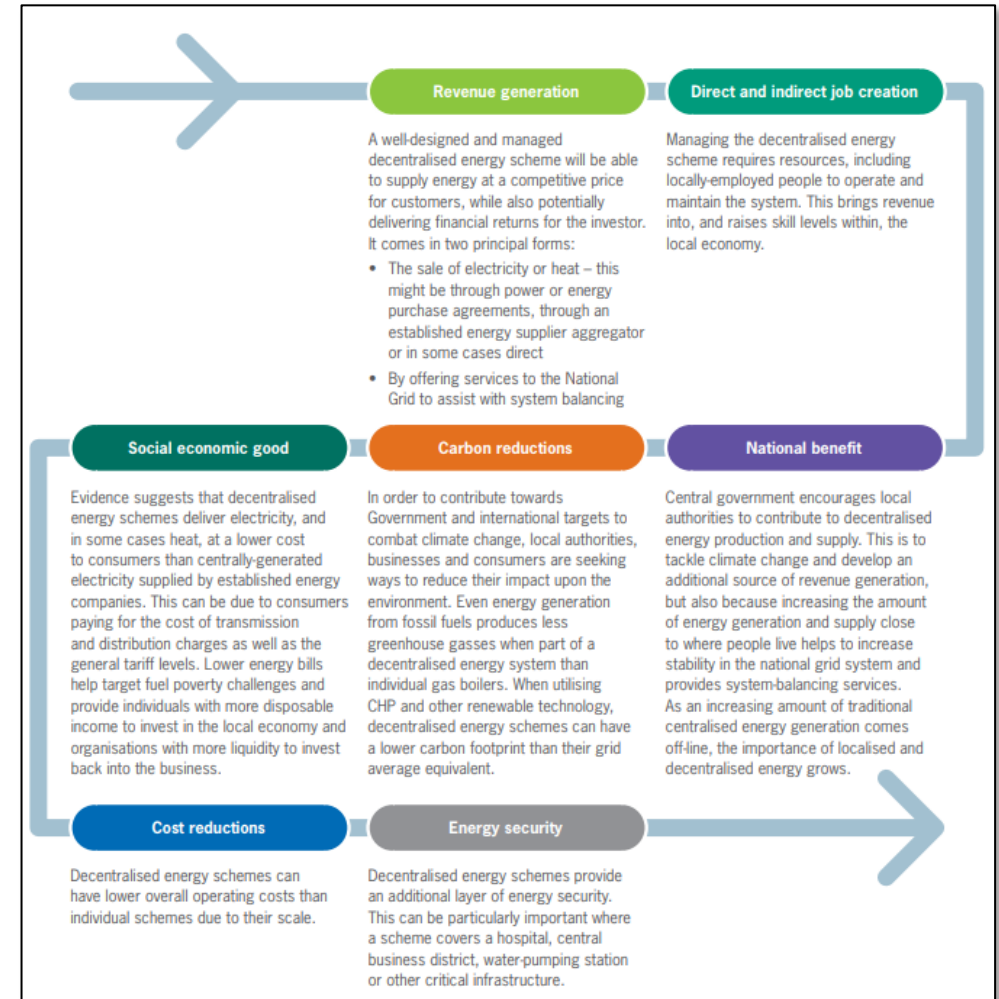 Revenue generation
A well-designed and managed
decentralised energy scheme will be able
to supply energy at a competitive price
for customers, while also potentially
delivering financial returns for the investor.
It comes in two principal forms:
• The sale of electricity or heat – this
might be through power or energy
purchase agreements, through an
established energy supplier aggregator
or in some cases direct
• By offering services to the National
Grid to assist with system balancing
Direct and indirect job creation
Managing the decentralised energy
scheme requires resources, including
locally-employed people to operate and
maintain the system. This brings revenue
into, and raises skill levels within, the
local economy.
National benefit
Central government encourages local
authorities to contribute to decentralised
energy production and supply. This is to
tackle climate change and develop an
additional source of revenue generation,
but also because increasing the amount
of energy generation and supply close
to where people live helps to increase
stability in the national grid system and
provides system-balancing services.
As an increasing amount of traditional
centralised energy generation comes
off-line, the importance of localised and
decentralised energy grows.
Carbon reductions
In order to contribute towards
Government and international targets to
combat climate change, local authorities,
businesses and consumers are seeking
ways to reduce their impact upon the
environment. Even energy generation
from fossil fuels produces less
greenhouse gasses when part of a
decentralised energy system than
individual gas boilers. When utilising
CHP and other renewable technology,
decentralised energy schemes can have
a lower carbon footprint than their grid
average equivalent.
Social economic good
Evidence suggests that decentralised
energy schemes deliver electricity, and
in some cases heat, at a lower cost
to consumers than centrally-generated
electricity supplied by established energy
companies. This can be due to consumers
paying for the cost of transmission
and distribution charges as well as the
general tariff levels. Lower energy bills
help target fuel poverty challenges and
provide individuals with more disposable
income to invest in the local economy and
organisations with more liquidity to invest
back into the business.
Cost reductions
Decentralised energy schemes can
have lower overall operating costs than
individual schemes due to their scale.
Energy security
Decentralised energy schemes provide
an additional layer of energy security.
This can be particularly important where
a scheme covers a hospital, central
business district, water-pumping station
or other critical infrastructure.